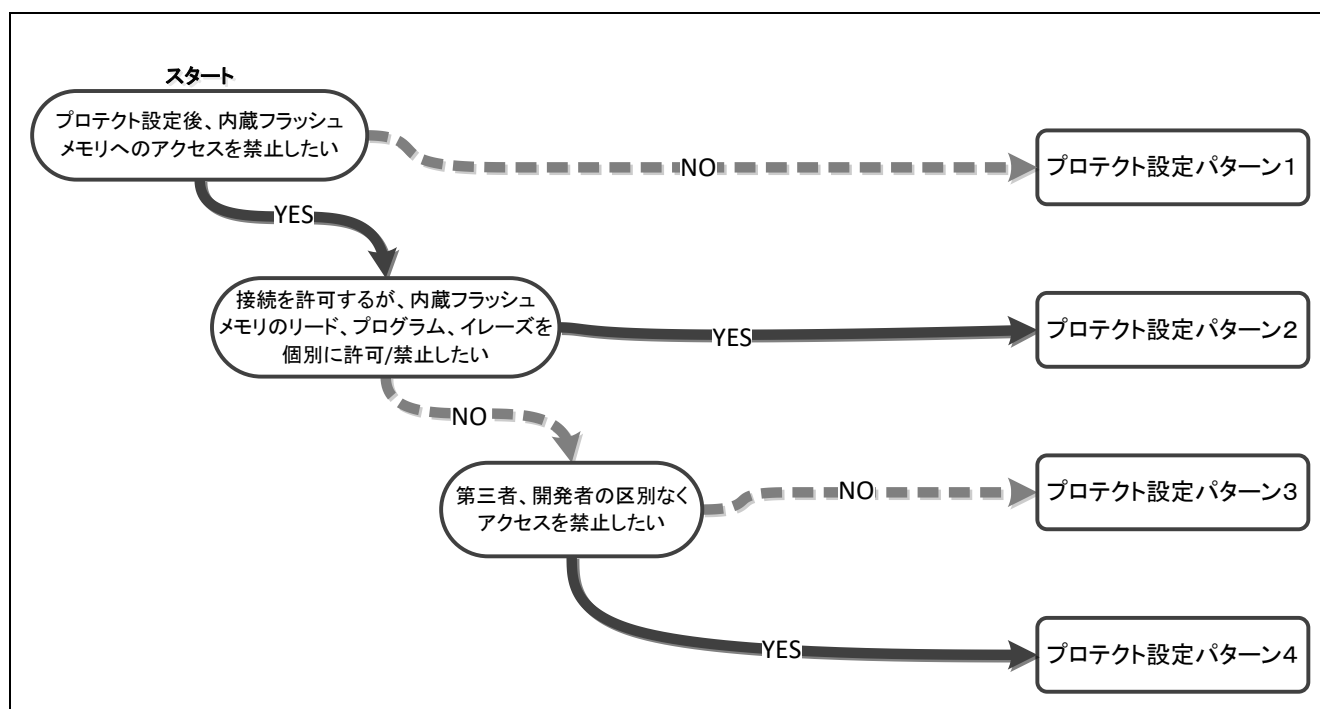 スタート
プロテクト設定後、内蔵フラッシュ
メモリへのアクセスを禁止したい
NO
プロテクト設定パターン1
YES
接続を許可するが、内蔵フラッシュ
メモリのリード、プログラム、イレーズを
個別に許可/禁止したい
YES
プロテクト設定パターン2
NO
第三者、開発者の区別なく
アクセスを禁止したい
NO
プロテクト設定パターン3
YES
プロテクト設定パターン4